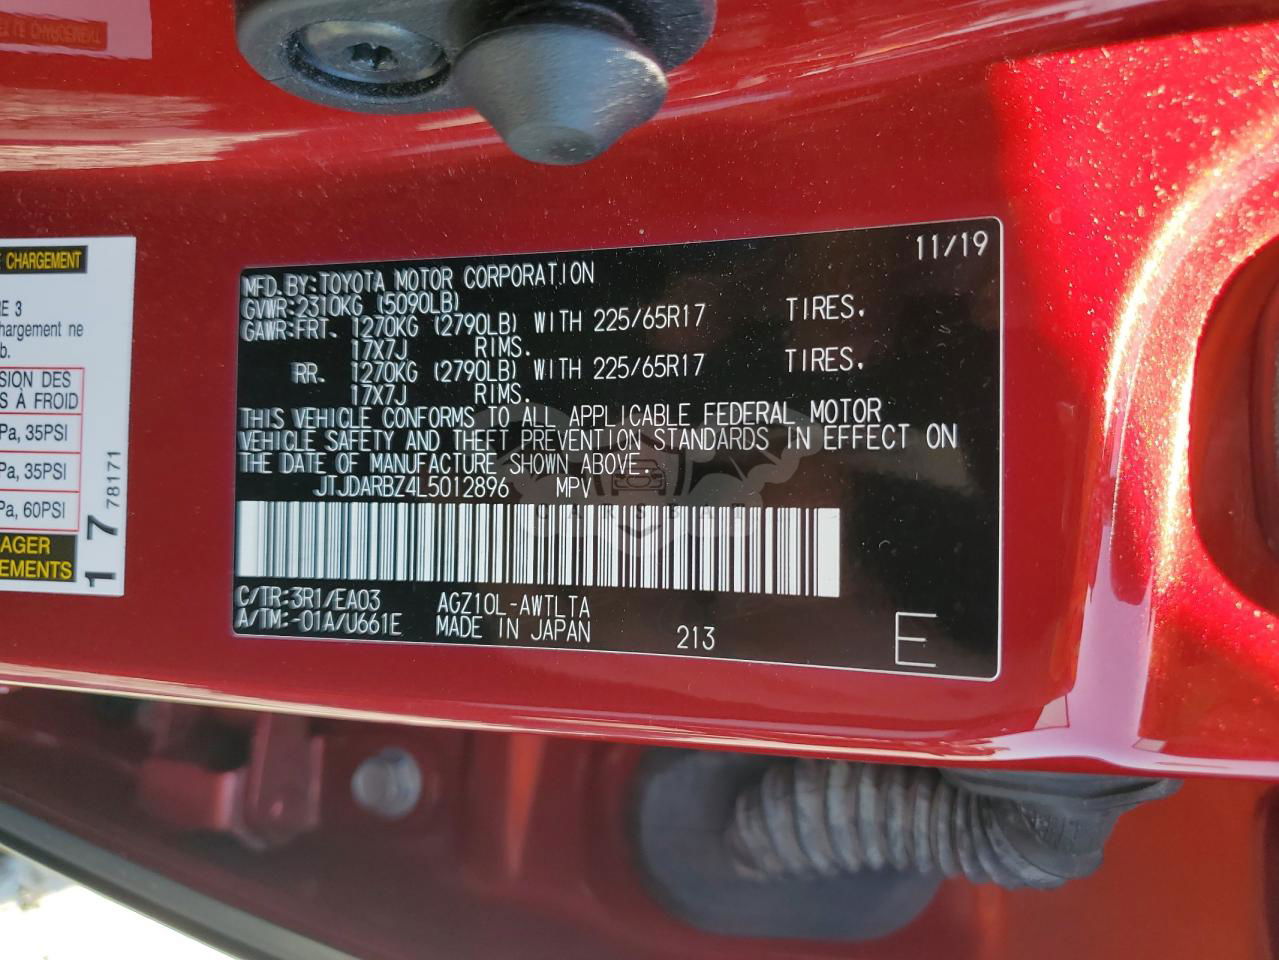 E CHARGEMENT
E 3
hargement ne
b.
SION DES
S À FROID
Pa, 35PSI
Pa, 35PSI
Pa, 60PSI
AGER
EMENTS
1 7 78171
11/19
MFD.BY:TOYOTA MOTOR CORPORATION
GVWR:2310KG (5090LB)
GAWR:FRT. 1270KG (2790LB) WITH 225/65R17 TIRES.
17X7J RIMS.
RR. 1270KG (2790LB) WITH 225/65R17 TIRES.
17X7J RIMS.
THIS VEHICLE CONFORMS TO ALL APPLICABLE FEDERAL MOTOR
VEHICLE SAFETY AND THEFT PREVENTION STANDARDS IN EFFECT ON
THE DATE OF MANUFACTURE SHOWN ABOVE.
JTJDARBZ4L5012896 MPV
C/TR:3R1/EA03 AGZ10L-AWTLTA
A/TM:-01A/U661E MADE IN JAPAN 213
E